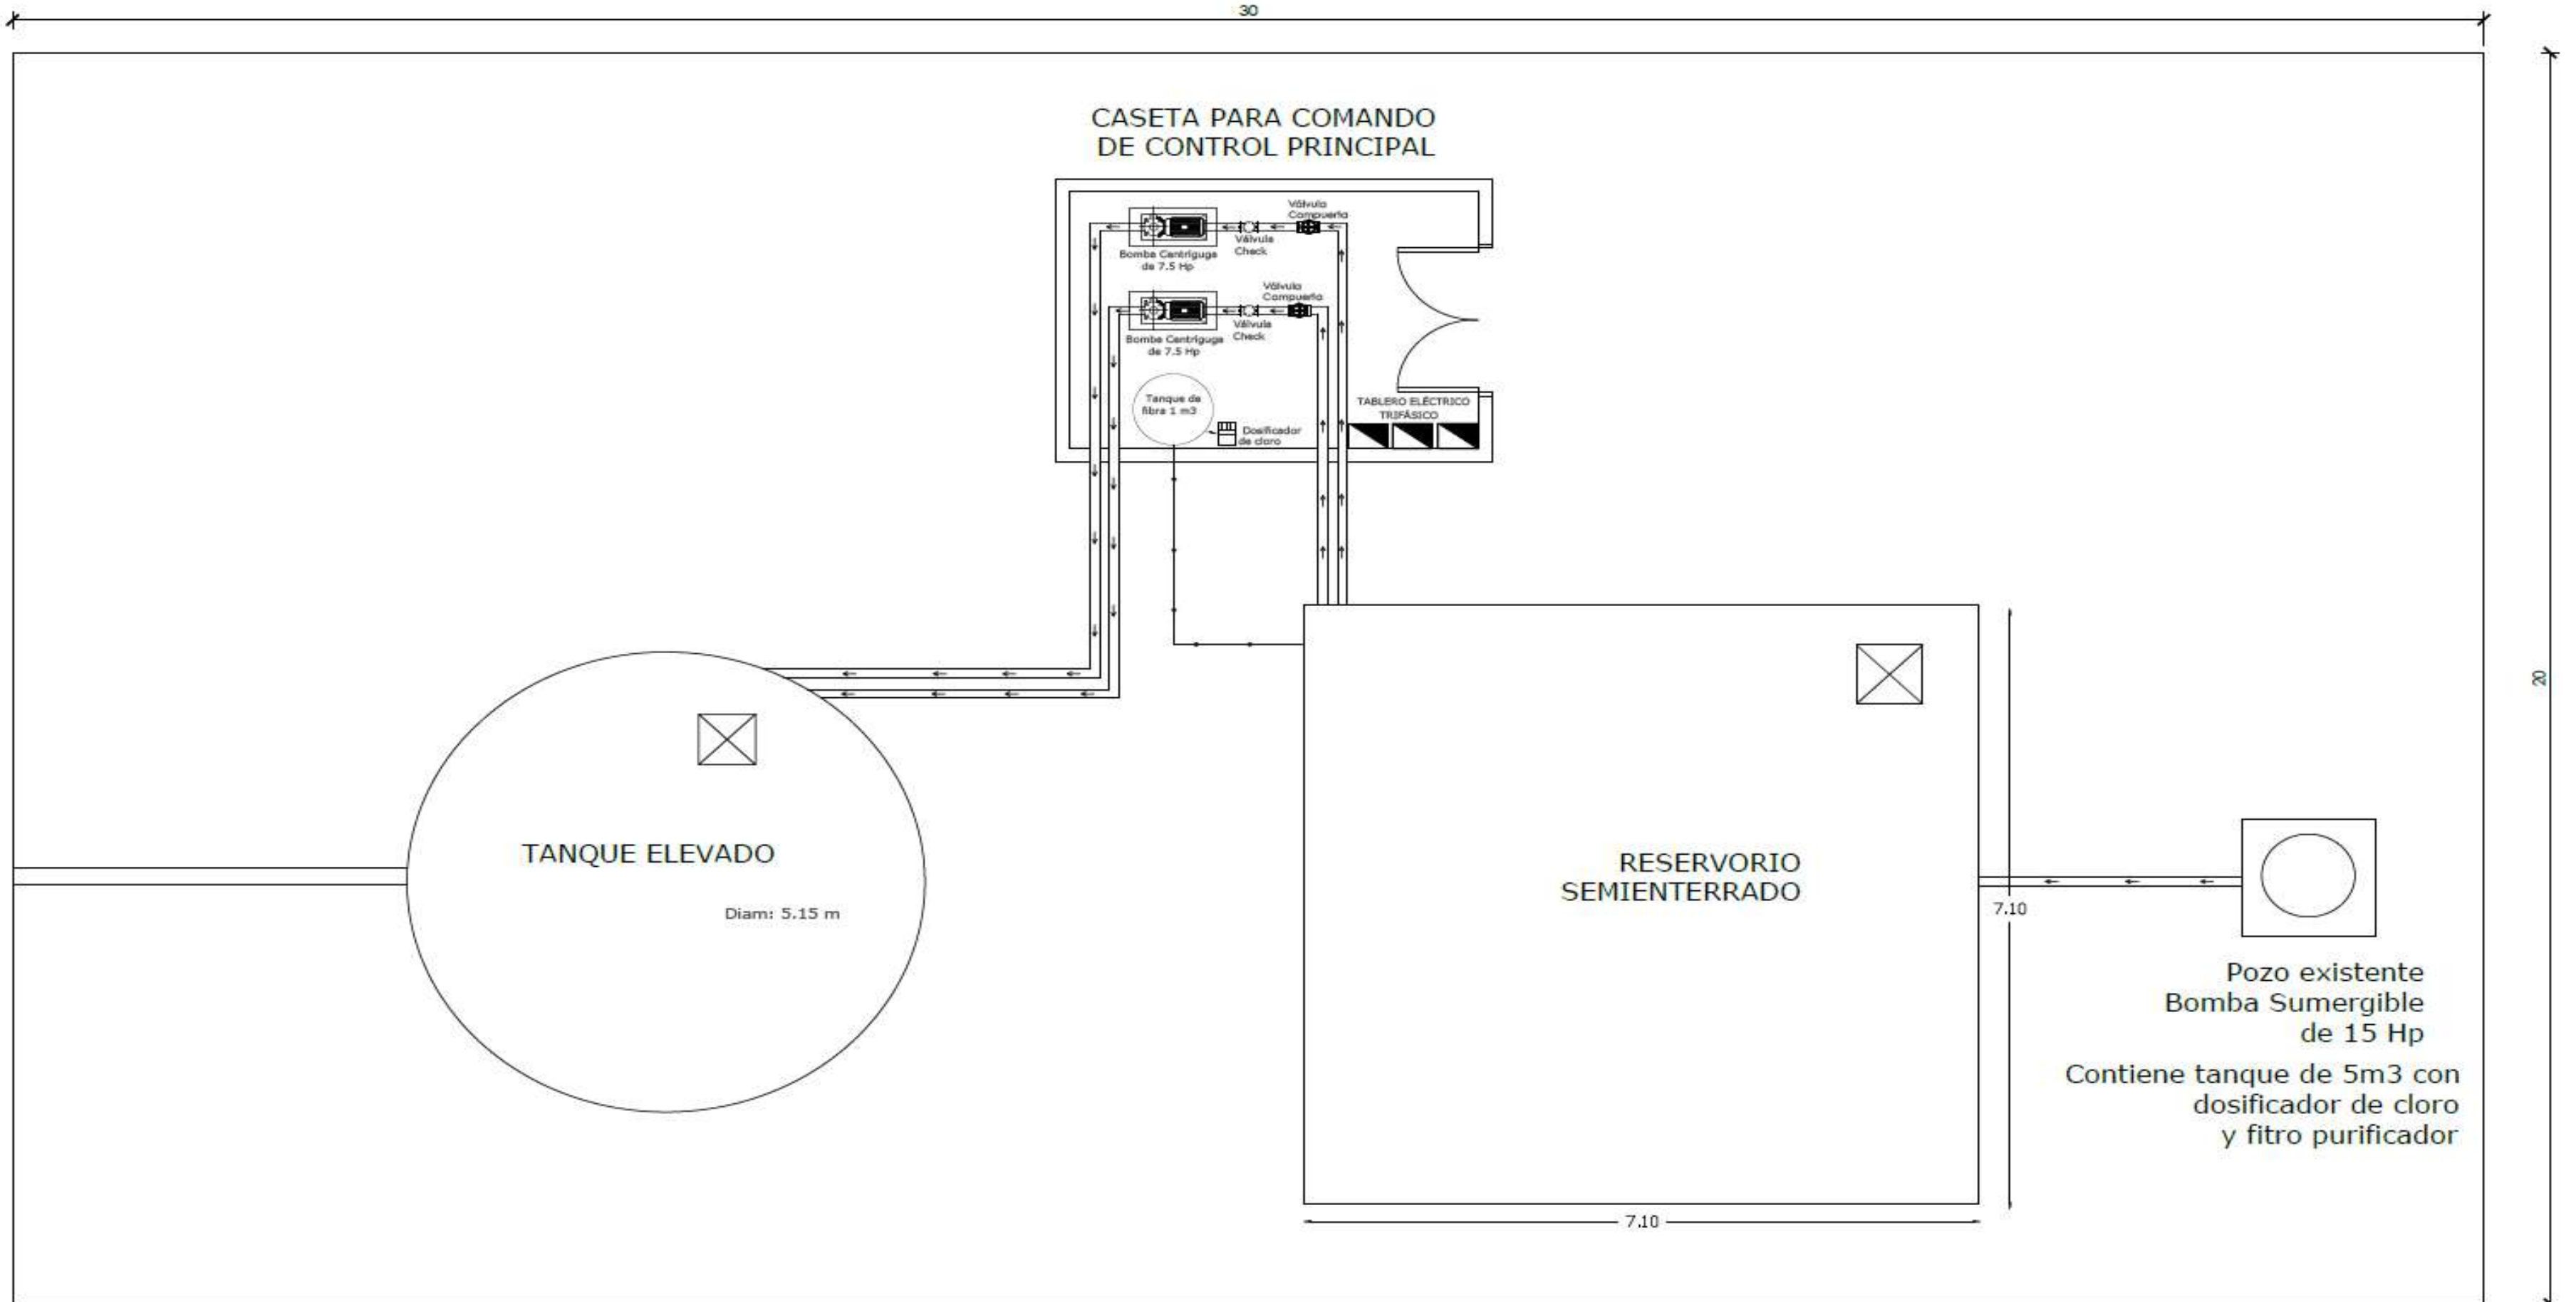 30
CASETA PARA COMANDO
DE CONTROL PRINCIPAL
Válvula
Compuerta
Válvula
Check
Bomba Centríguga
de 7.5 Hp
Válvula
Compuerta
Válvula
Check
Bomba Centríguga
de 7.5 Hp
Tanque de
fibra 1 m3
Dosificador
de cloro
TABLERO ELÉCTRICO
TRIFÁSICO
20
TANQUE ELEVADO
Diam: 5.15 m
RESERVORIO
SEMIENTERRADO
7.10
7.10
Pozo existente
Bomba Sumergible
de 15 Hp
Contiene tanque de 5m3 con
dosificador de cloro
y fitro purificador